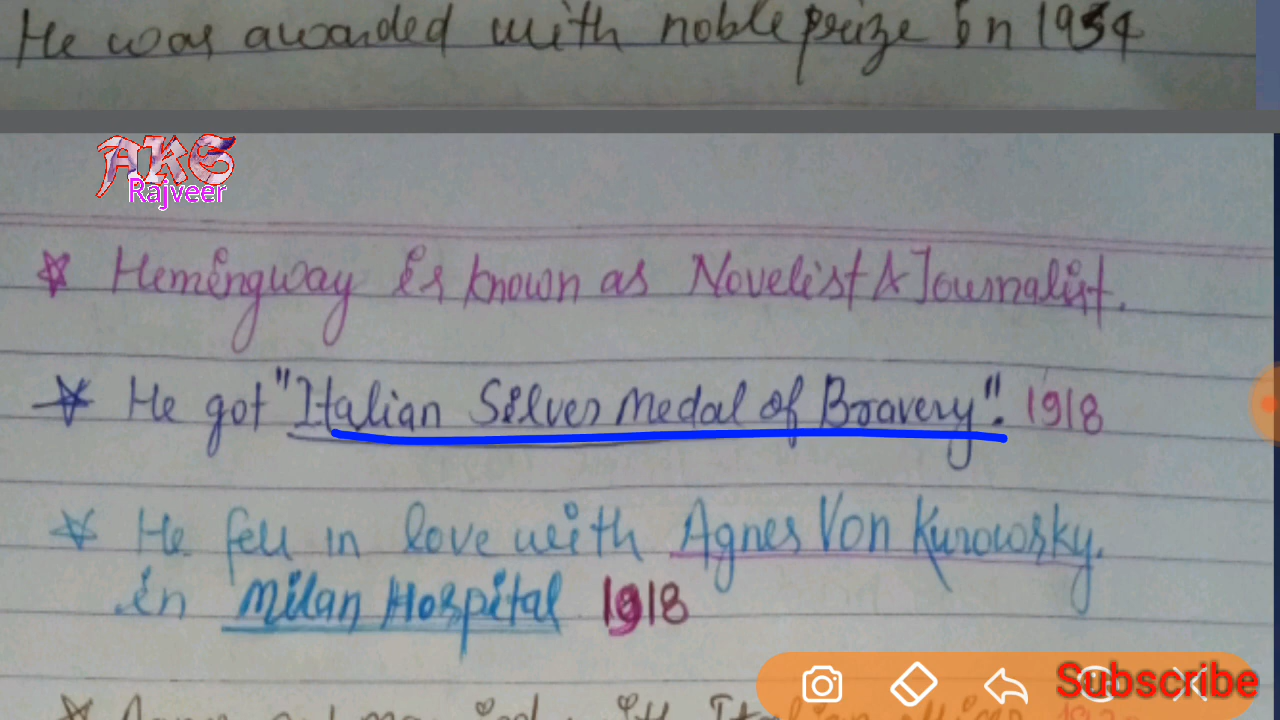 He was awarded with noble prize in 1954
AKS
Rajveer
Hemingway is known as Novelist & Journalist.
He got "Italian Silver Medal of Bravery". 1918
He fell in love with Agnes Von Kurowsky.
in Milan Hospital 1918
Subscribe